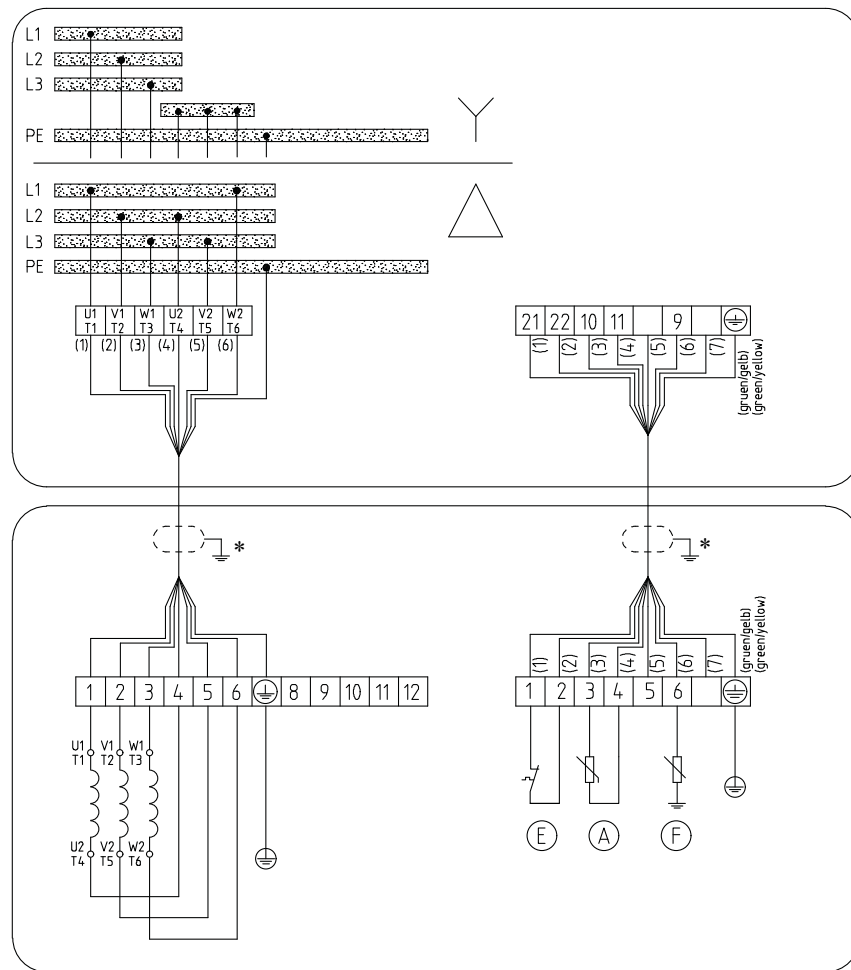 L1
L2
L3
PE
L1
L2
L3
PE
U1 V1 W1 U2 V2 W2
T1 T2 T3 T4 T5 T6
(1) (2) (3) (4) (5) (6)
21 22 10 11 9
(1) (2) (3) (4) (5) (6) (7)
(gruen/gelb)
(green/yellow)
*
*
(1) (2) (3) (4) (5) (6) (7)
(gruen/gelb)
(green/yellow)
1 2 3 4 5 6 8 9 10 11 12
1 2 3 4 5 6
U1 V1 W1
T1 T2 T3
U2 V2 W2
T4 T5 T6
E A F